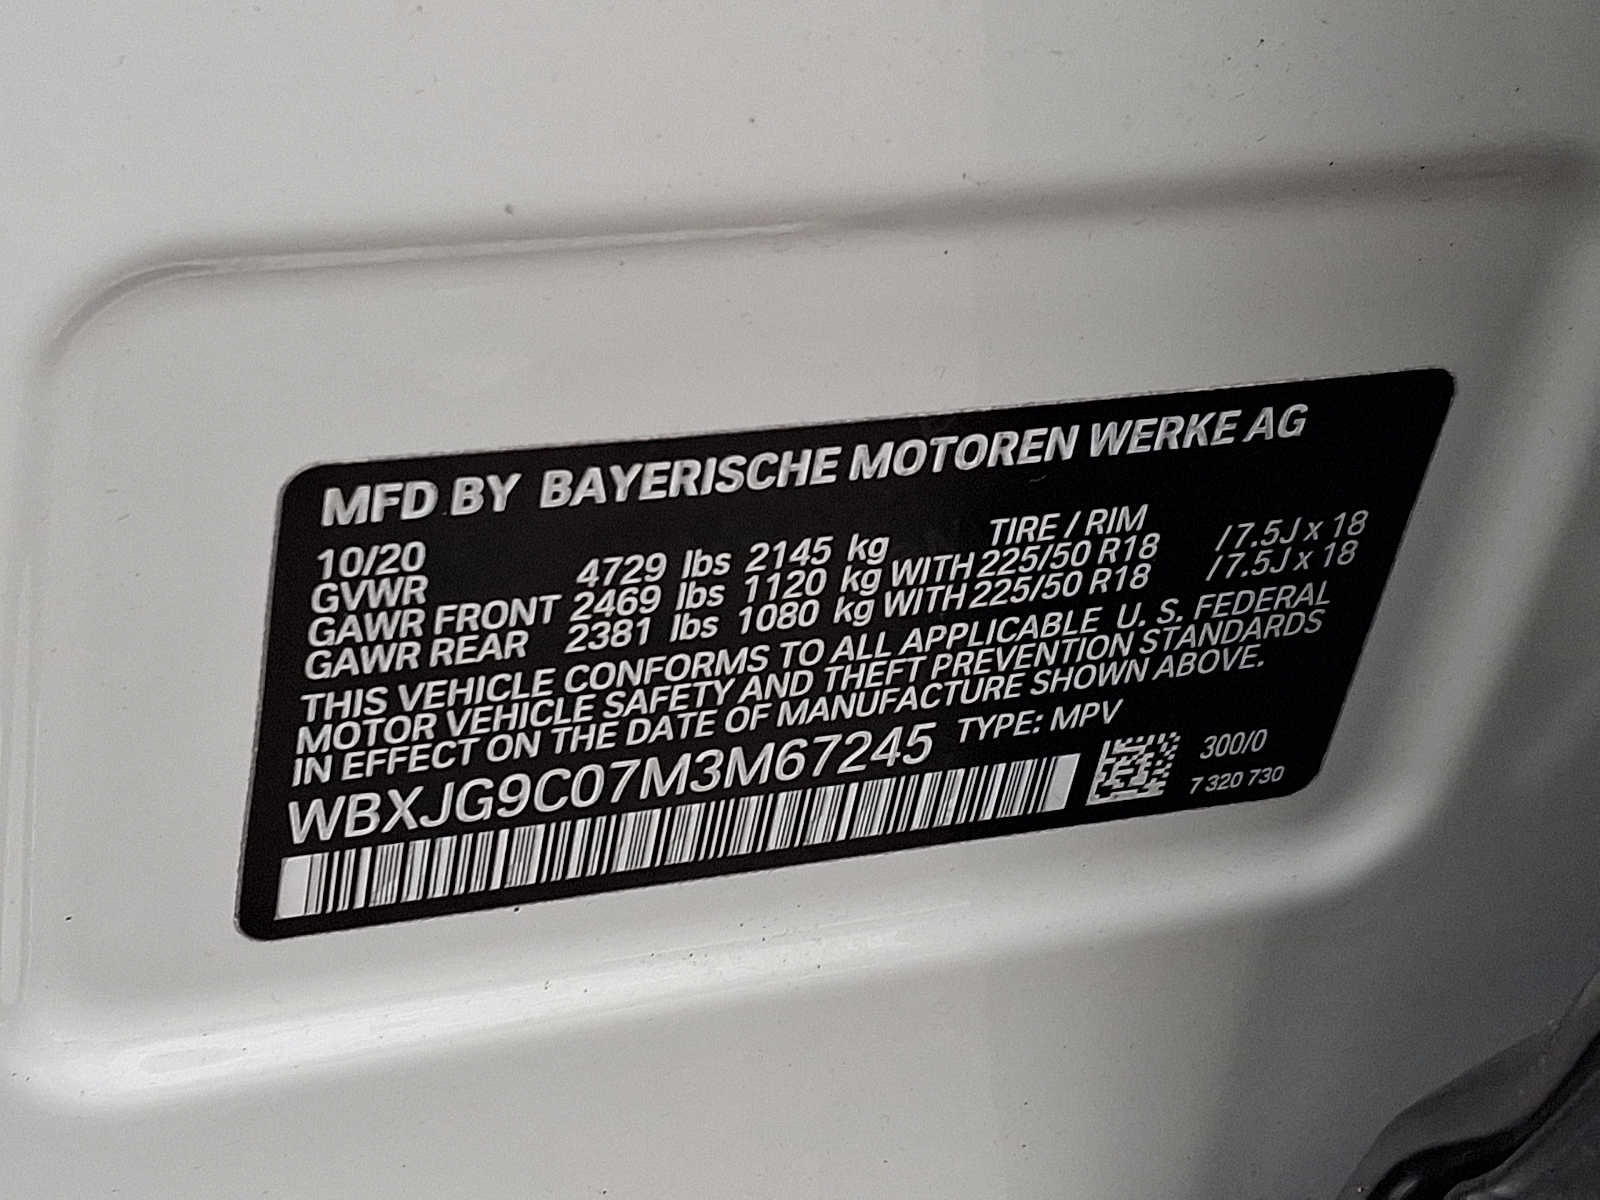 MFD BY BAYERISCHE MOTOREN WERKE AG
10/20 TIRE / RIM
GVWR 4729 lbs 2145 kg
GAWR FRONT 2469 lbs 1120 kg WITH 225/50 R18 / 7.5J x 18
GAWR REAR 2381 lbs 1080 kg WITH 225/50 R18 / 7.5J x 18
THIS VEHICLE CONFORMS TO ALL APPLICABLE U. S. FEDERAL
MOTOR VEHICLE SAFETY AND THEFT PREVENTION STANDARDS
IN EFFECT ON THE DATE OF MANUFACTURE SHOWN ABOVE.
WBXJG9C07M3M67245 TYPE: MPV
300/0
7 320 730